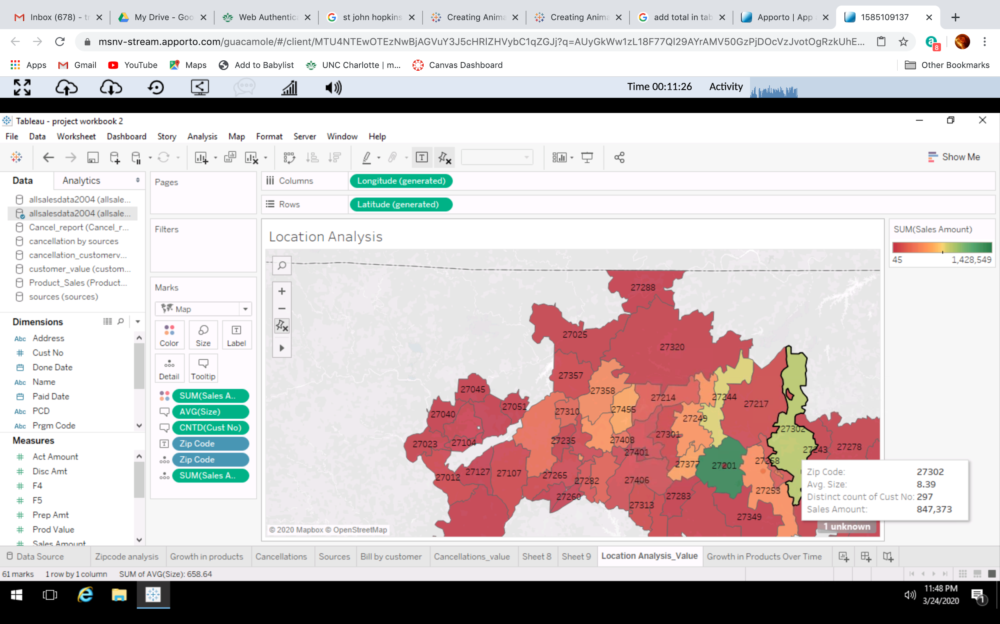 Inbox (678) - tr
My Drive - Goo
Web Authentica
st john hopkins
Creating Anima
Creating Anima
add total in tab
Apporto | App
1585109137
msnv-stream.apporto.com/guacamole/#/client/
8
Apps
Gmail
YouTube
Maps
Add to Babylist
UNC Charlotte | m...
Canvas Dashboard
Other Bookmarks
Time 00:11:26
Activity
Tableau - project workbook 2
File Data Worksheet Dashboard Story Analysis Map Format Server Window Help
Show Me
Data
Analytics
allsalesdata2004 (allsale...
allsalesdata2004 (allsale...
Cancel_report (Cancel_r...
cancellation by sources
cancellation_customerv...
customer_value (custom...
Product_Sales (Product...
sources (sources)
Dimensions
Abc Address
# Cust No
Done Date
Abc Name
Paid Date
Abc PCD
Abc Prgm Code
Measures
# Act Amount
# Disc Amt
# F4
# F5
# Prep Amt
# Prod Value
# Sales Amount
Pages
Filters
Marks
Map
Color
Size
Label
Detail
Tooltip
SUM(Sales A..
AVG(Size)
CNTD(Cust No)
Zip Code
Zip Code
SUM(Sales A..
Columns
Longitude (generated)
Rows
Latitude (generated)
Location Analysis
27288
27025
27320
27357
27358
27045
27214
27244
27217
27051
27040
27310
27455
27249
27302
27301
27235
27408
27023
27104
27401
27243
27278
27377
27201
27258
27012
27127
27107
27265
27282
27406
27253
27260
27283
27313
27349
© 2020 Mapbox © OpenStreetMap
Zip Code: 27302
Avg. Size: 8.39
Distinct count of Cust No: 297
Sales Amount: 847,373
1 unknown
SUM(Sales Amount)
45 1,428,549
Data Source
Zipcode analysis
Growth in products
Cancellations
Sources
Bill by customer
Cancellations_value
Sheet 8
Sheet 9
Location Analysis_Value
Growth in Products Over Time
61 marks 1 row by 1 column SUM of AVG(Size): 658.64
11:48 PM
3/24/2020
1